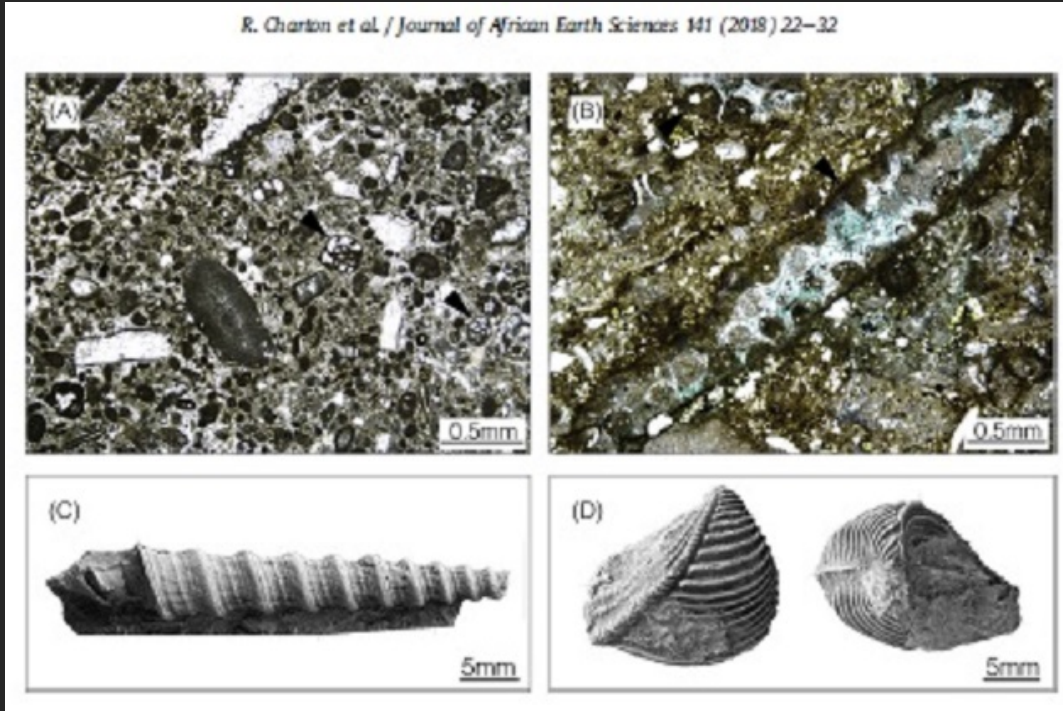 R. Charton et al. / Journal of African Earth Sciences 141 (2018) 22–32
(A)
(B)
0.5mm
0.5mm
(C)
(D)
5mm
5mm